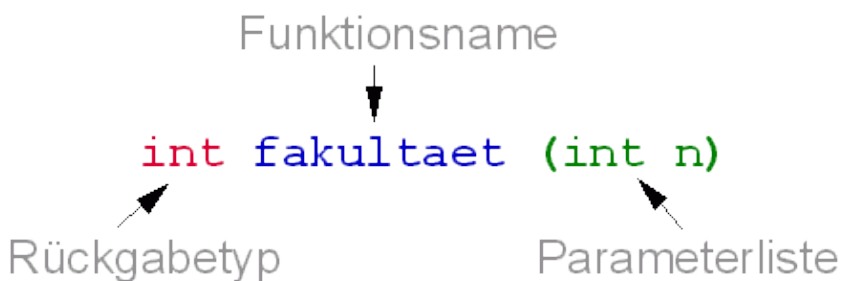 Funktionsname
int fakultaet (int n)
Rückgabetyp Parameterliste